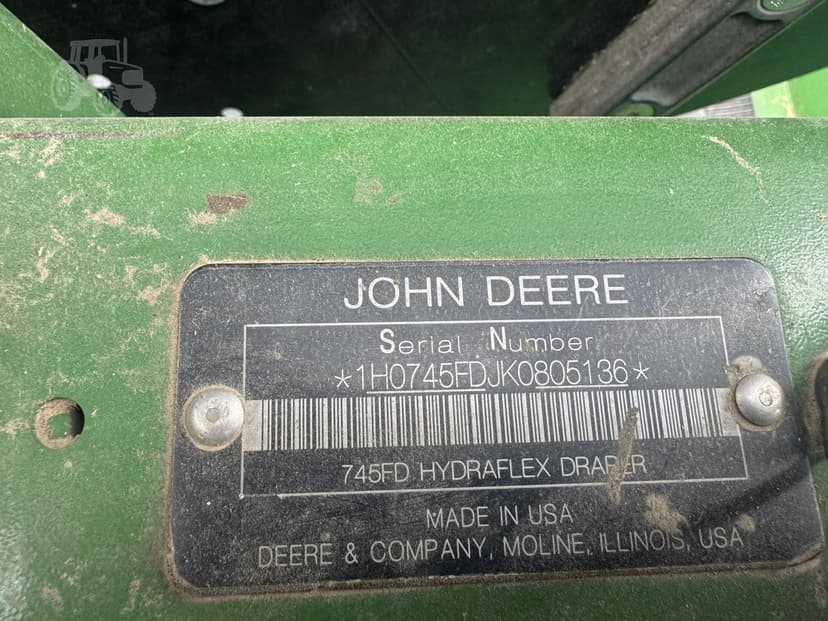 JOHN DEERE
Serial Number
*1H0745FDJK0805136*
745FD HYDRAFLEX DRAPER
MADE IN USA
DEERE & COMPANY, MOLINE, ILLINOIS, USA